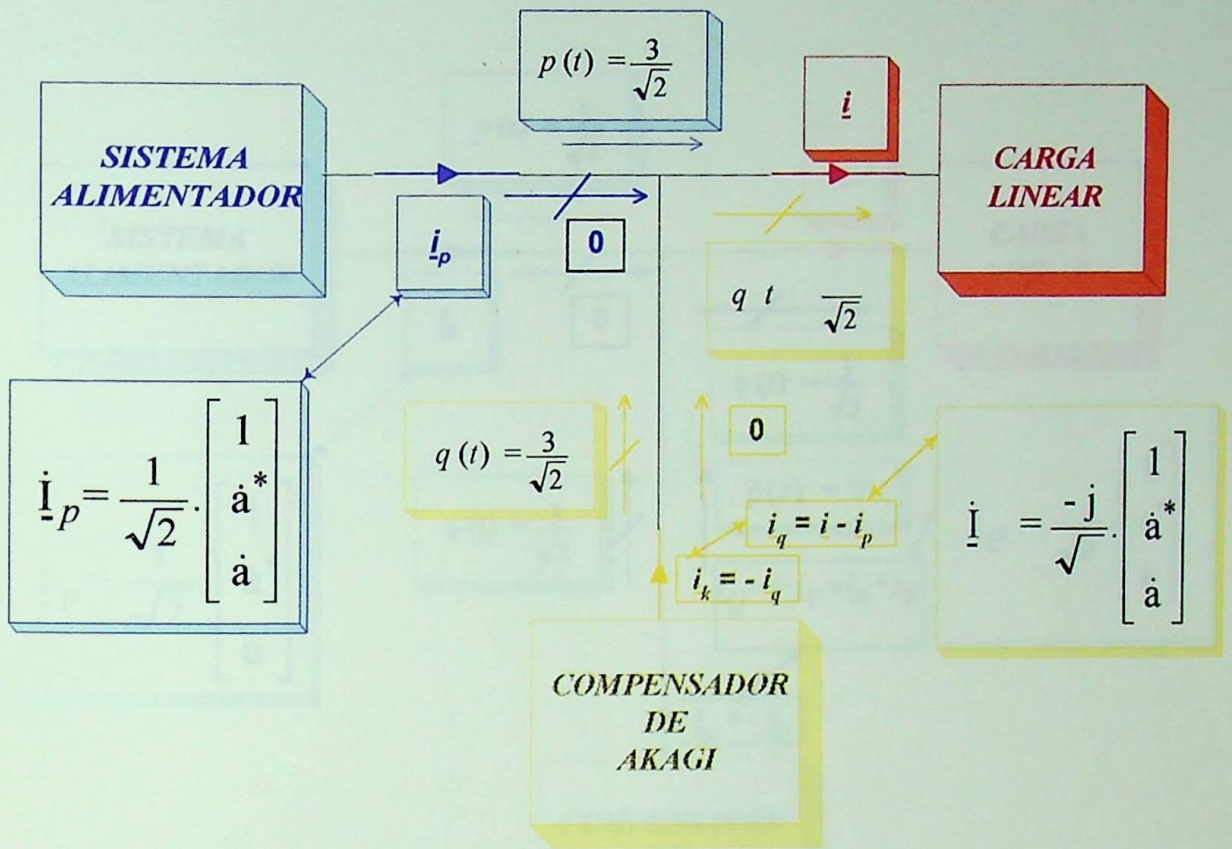 p (t) = 3/√2
i
SISTEMA
ALIMENTADOR
CARGA
LINEAR
i_p
0
q t √2
İ_p = 1/√2 . [1 ȧ* ȧ]
q (t) = 3/√2
0
i_q = i - i_p
i_k = - i_q
İ = -j/√ . [1 ȧ* ȧ]
COMPENSADOR
DE
AKAGI